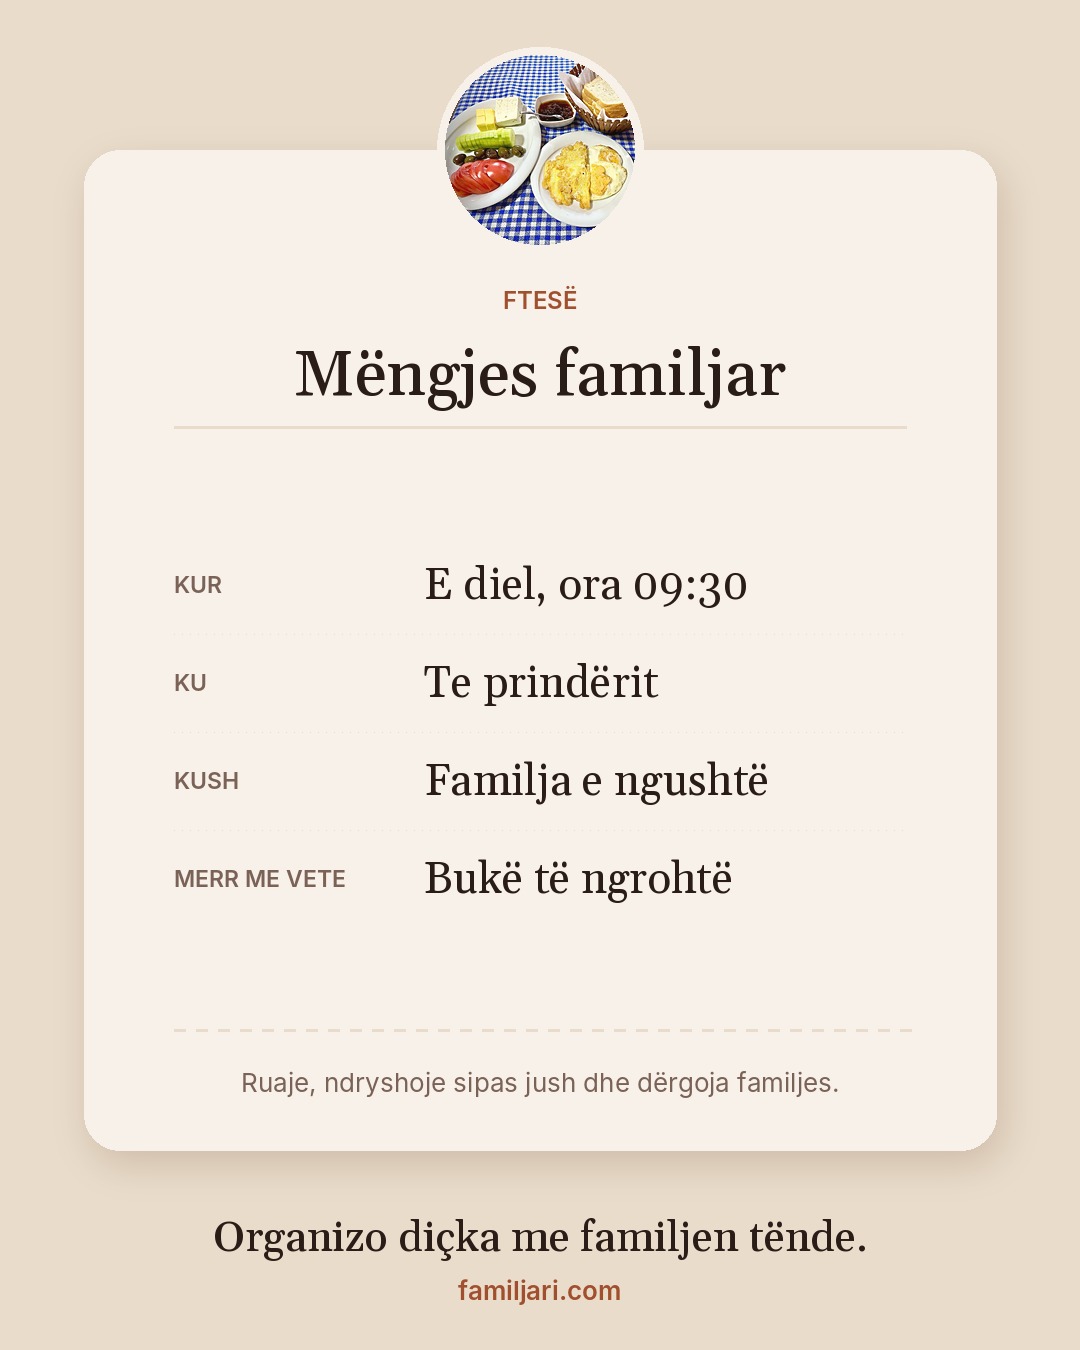 FTESË
Mëngjes familjar
KUR E diel, ora 09:30
KU Te prindërit
KUSH Familja e ngushtë
MERR ME VETE Bukë të ngrohtë
Ruaje, ndryshoje sipas jush dhe dërgoja familjes.
Organizo diçka me familjen tënde.
familjari.com